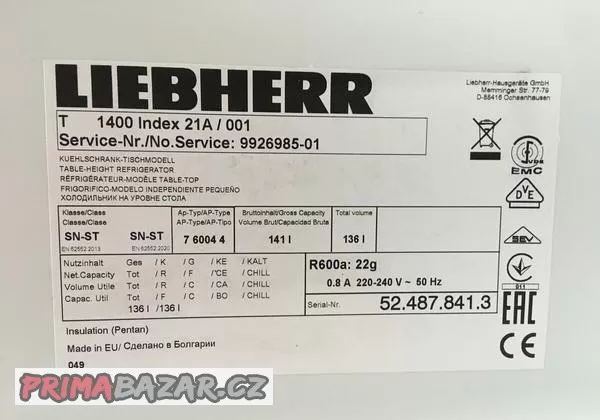 LIEBHERR
Liebherr-Hausgeräte GmbH
Memminger Str. 77-79
D-88416 Ochsenhausen
T 1400 Index 21A / 001
Service-Nr./No.Service: 9926985-01
KUEHLSCHRANK-TISCHMODELL
TABLE-HEIGHT REFRIGERATOR
RÉFRIGÉRATEUR-MODÈLE TABLE-TOP
FRIGORIFICO-MODELO INDEPENDIENTE PEQUEÑO
ХОЛОДИЛЬНИК НА УРОВНЕ СТОЛА
VDE
EMC
DVE
SEV
011
EAC
CE
Klasse/Class Ap-Typ/AP-Type Bruttoinhalt/Gross Capacity Total volume
Classe/Clase AP-Type/AP-Tipo Volume Brut/Capacidad Brute
SN-ST SN-ST 7 6004 4 141 l 136 l
EN 62552:2013 EN 62552:2020
Nutzinhalt Ges / K / G / KE / KALT
Net.Capacity Tot / R / F / °CE / CHILL
Volume Utile Tot / R / C / CA / CHILL
Capac. Util Tot / F / C / BO / CHILL
136 l /136 l
R600a: 22g
0.8 A 220-240 V ~ 50 Hz
Serial-Nr. 52.487.841.3
Insulation (Pentan)
Made in EU/ Сделано в Болгарии
049
PRIMABAZAR.CZ